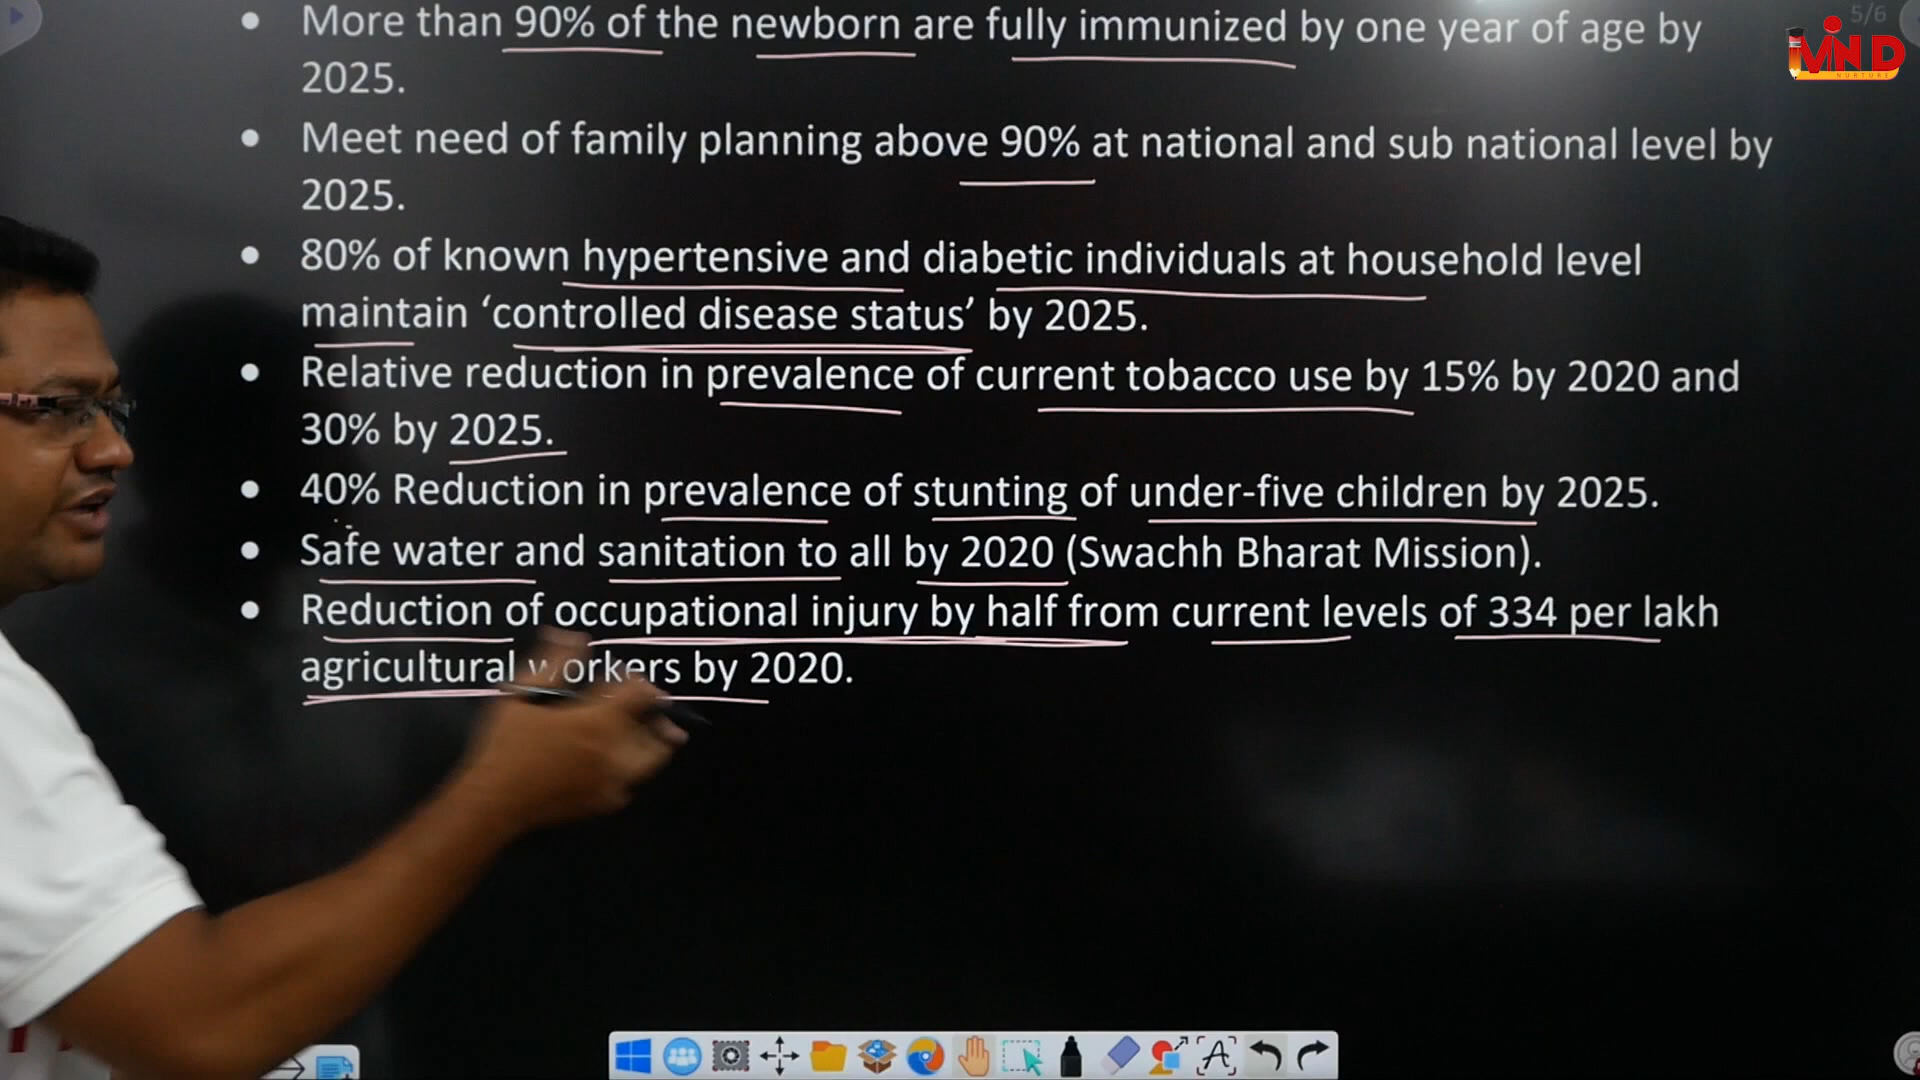 5/6
MIND
NURTURE
• More than 90% of the newborn are fully immunized by one year of age by
2025.
• Meet need of family planning above 90% at national and sub national level by
2025.
• 80% of known hypertensive and diabetic individuals at household level
maintain ‘controlled disease status’ by 2025.
• Relative reduction in prevalence of current tobacco use by 15% by 2020 and
30% by 2025.
• 40% Reduction in prevalence of stunting of under-five children by 2025.
• Safe water and sanitation to all by 2020 (Swachh Bharat Mission).
• Reduction of occupational injury by half from current levels of 334 per lakh
agricultural workers by 2020.